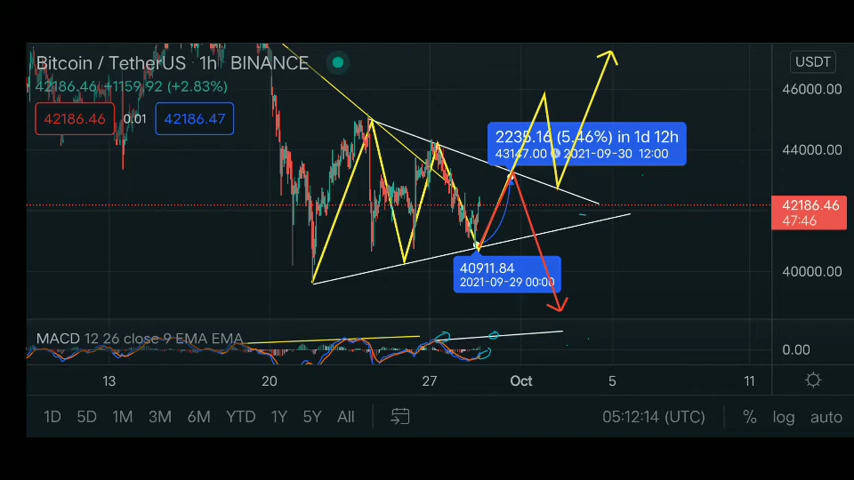 Bitcoin / TetherUS 1h BINANCE
USDT
42186.46 +1159.92 (+2.83%)
46000.00
42186.46 0.01 42186.47
2235.16 (5.46%) in 1d 12h
43147.00 2021-09-30 12:00
44000.00
42186.46
47:46
40911.84
2021-09-29 00:00
40000.00
MACD 12 26 close 9 EMA EMA
0.00
13 20 27 Oct 5 11
1D 5D 1M 3M 6M YTD 1Y 5Y All 05:12:14 (UTC) % log auto